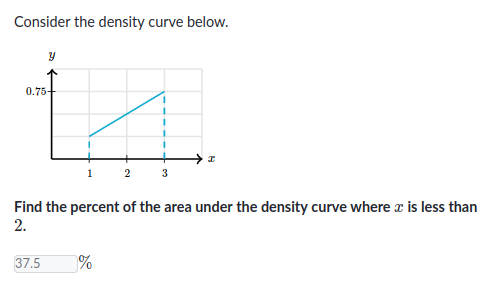 Consider the density curve below.
y
0.75
x
1 2 3
Find the percent of the area under the density curve where x is less than
2.
37.5 %